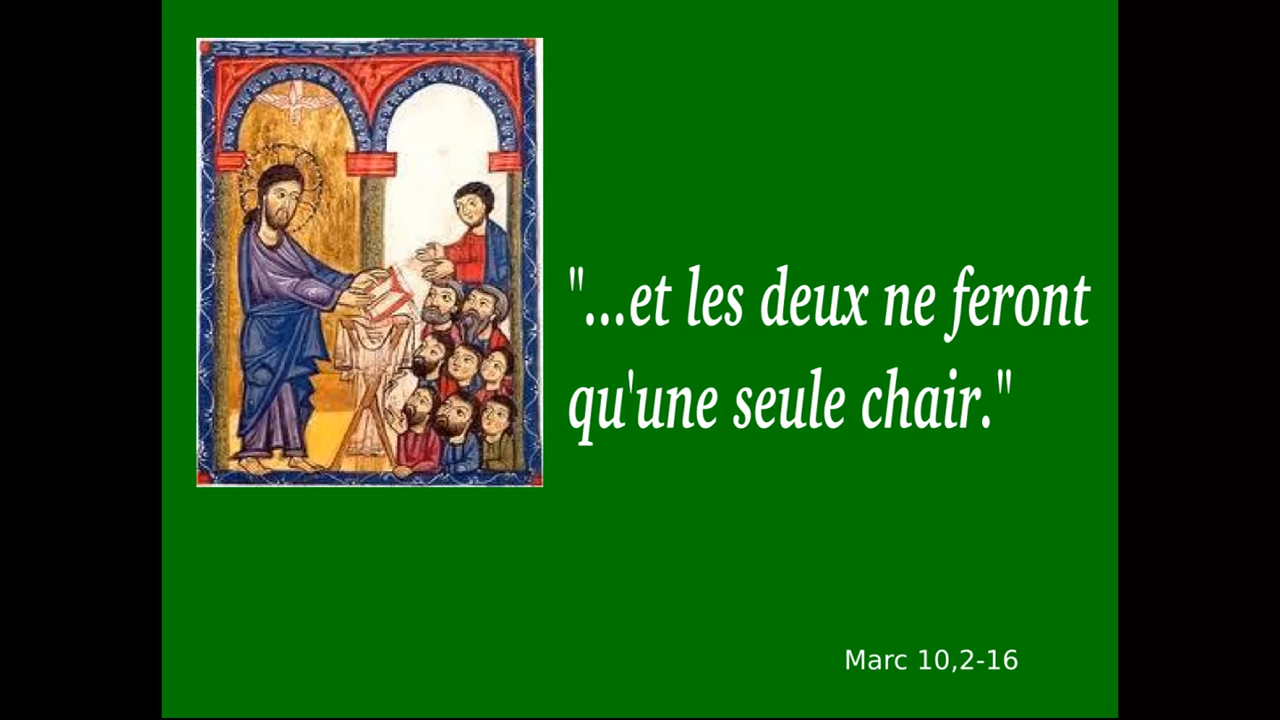 "...et les deux ne feront
qu'une seule chair."
Marc 10,2-16